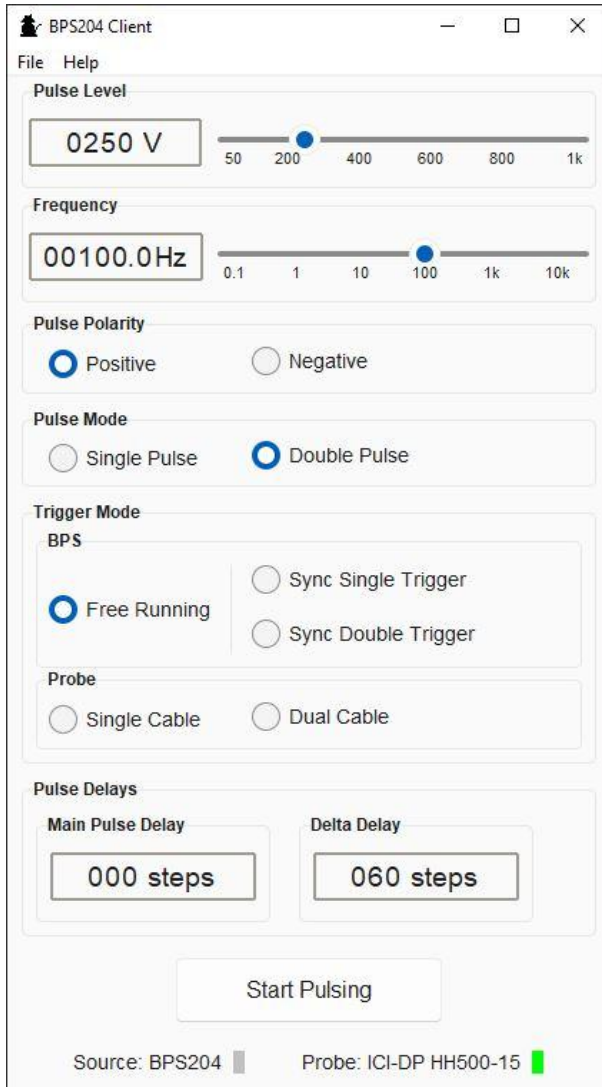 BPS204 Client
File Help
Pulse Level
0250 V
50 200 400 600 800 1k
Frequency
00100.0Hz
0.1 1 10 100 1k 10k
Pulse Polarity
Positive Negative
Pulse Mode
Single Pulse Double Pulse
Trigger Mode
BPS
Free Running
Sync Single Trigger
Sync Double Trigger
Probe
Single Cable Dual Cable
Pulse Delays
Main Pulse Delay
000 steps
Delta Delay
060 steps
Start Pulsing
Source: BPS204 Probe: ICI-DP HH500-15